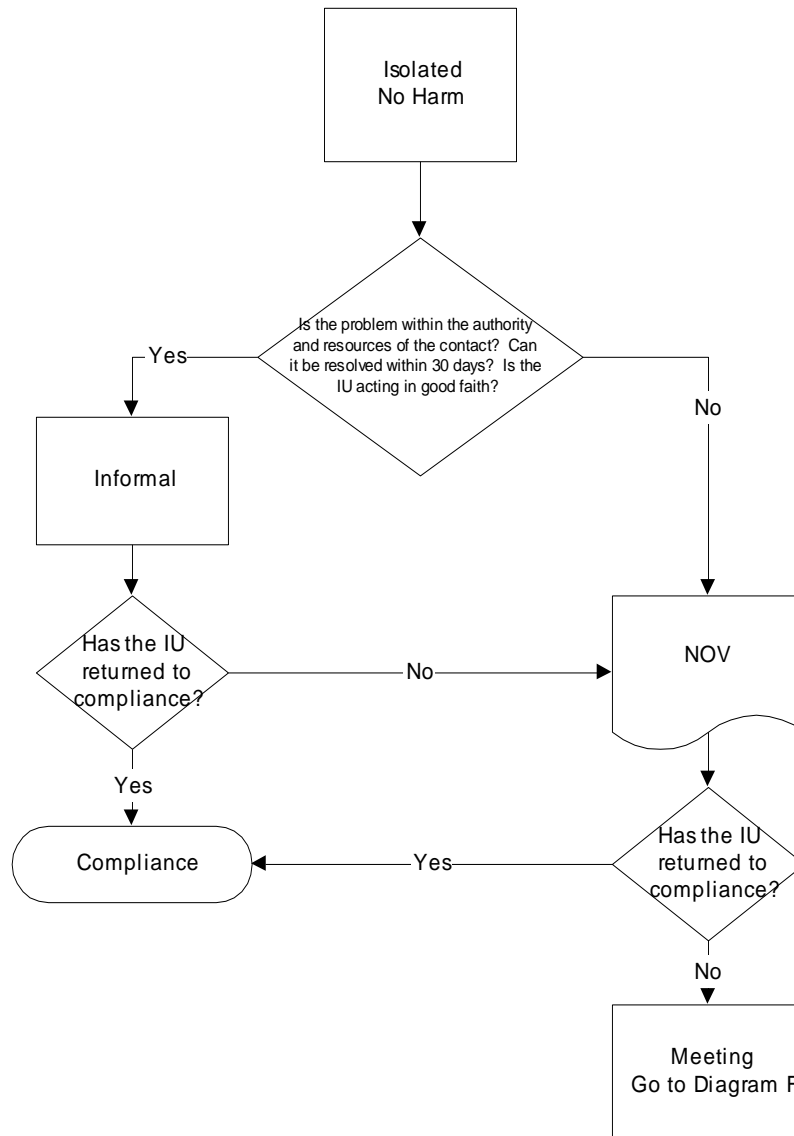 Isolated
No Harm
Is the problem within the authority
and resources of the contact? Can
it be resolved within 30 days? Is the
IU acting in good faith?
Yes
No
Informal
Has the IU
returned to
compliance?
No
NOV
Yes
Compliance
Yes
Has the IU
returned to
compliance?
No
Meeting
Go to Diagram F